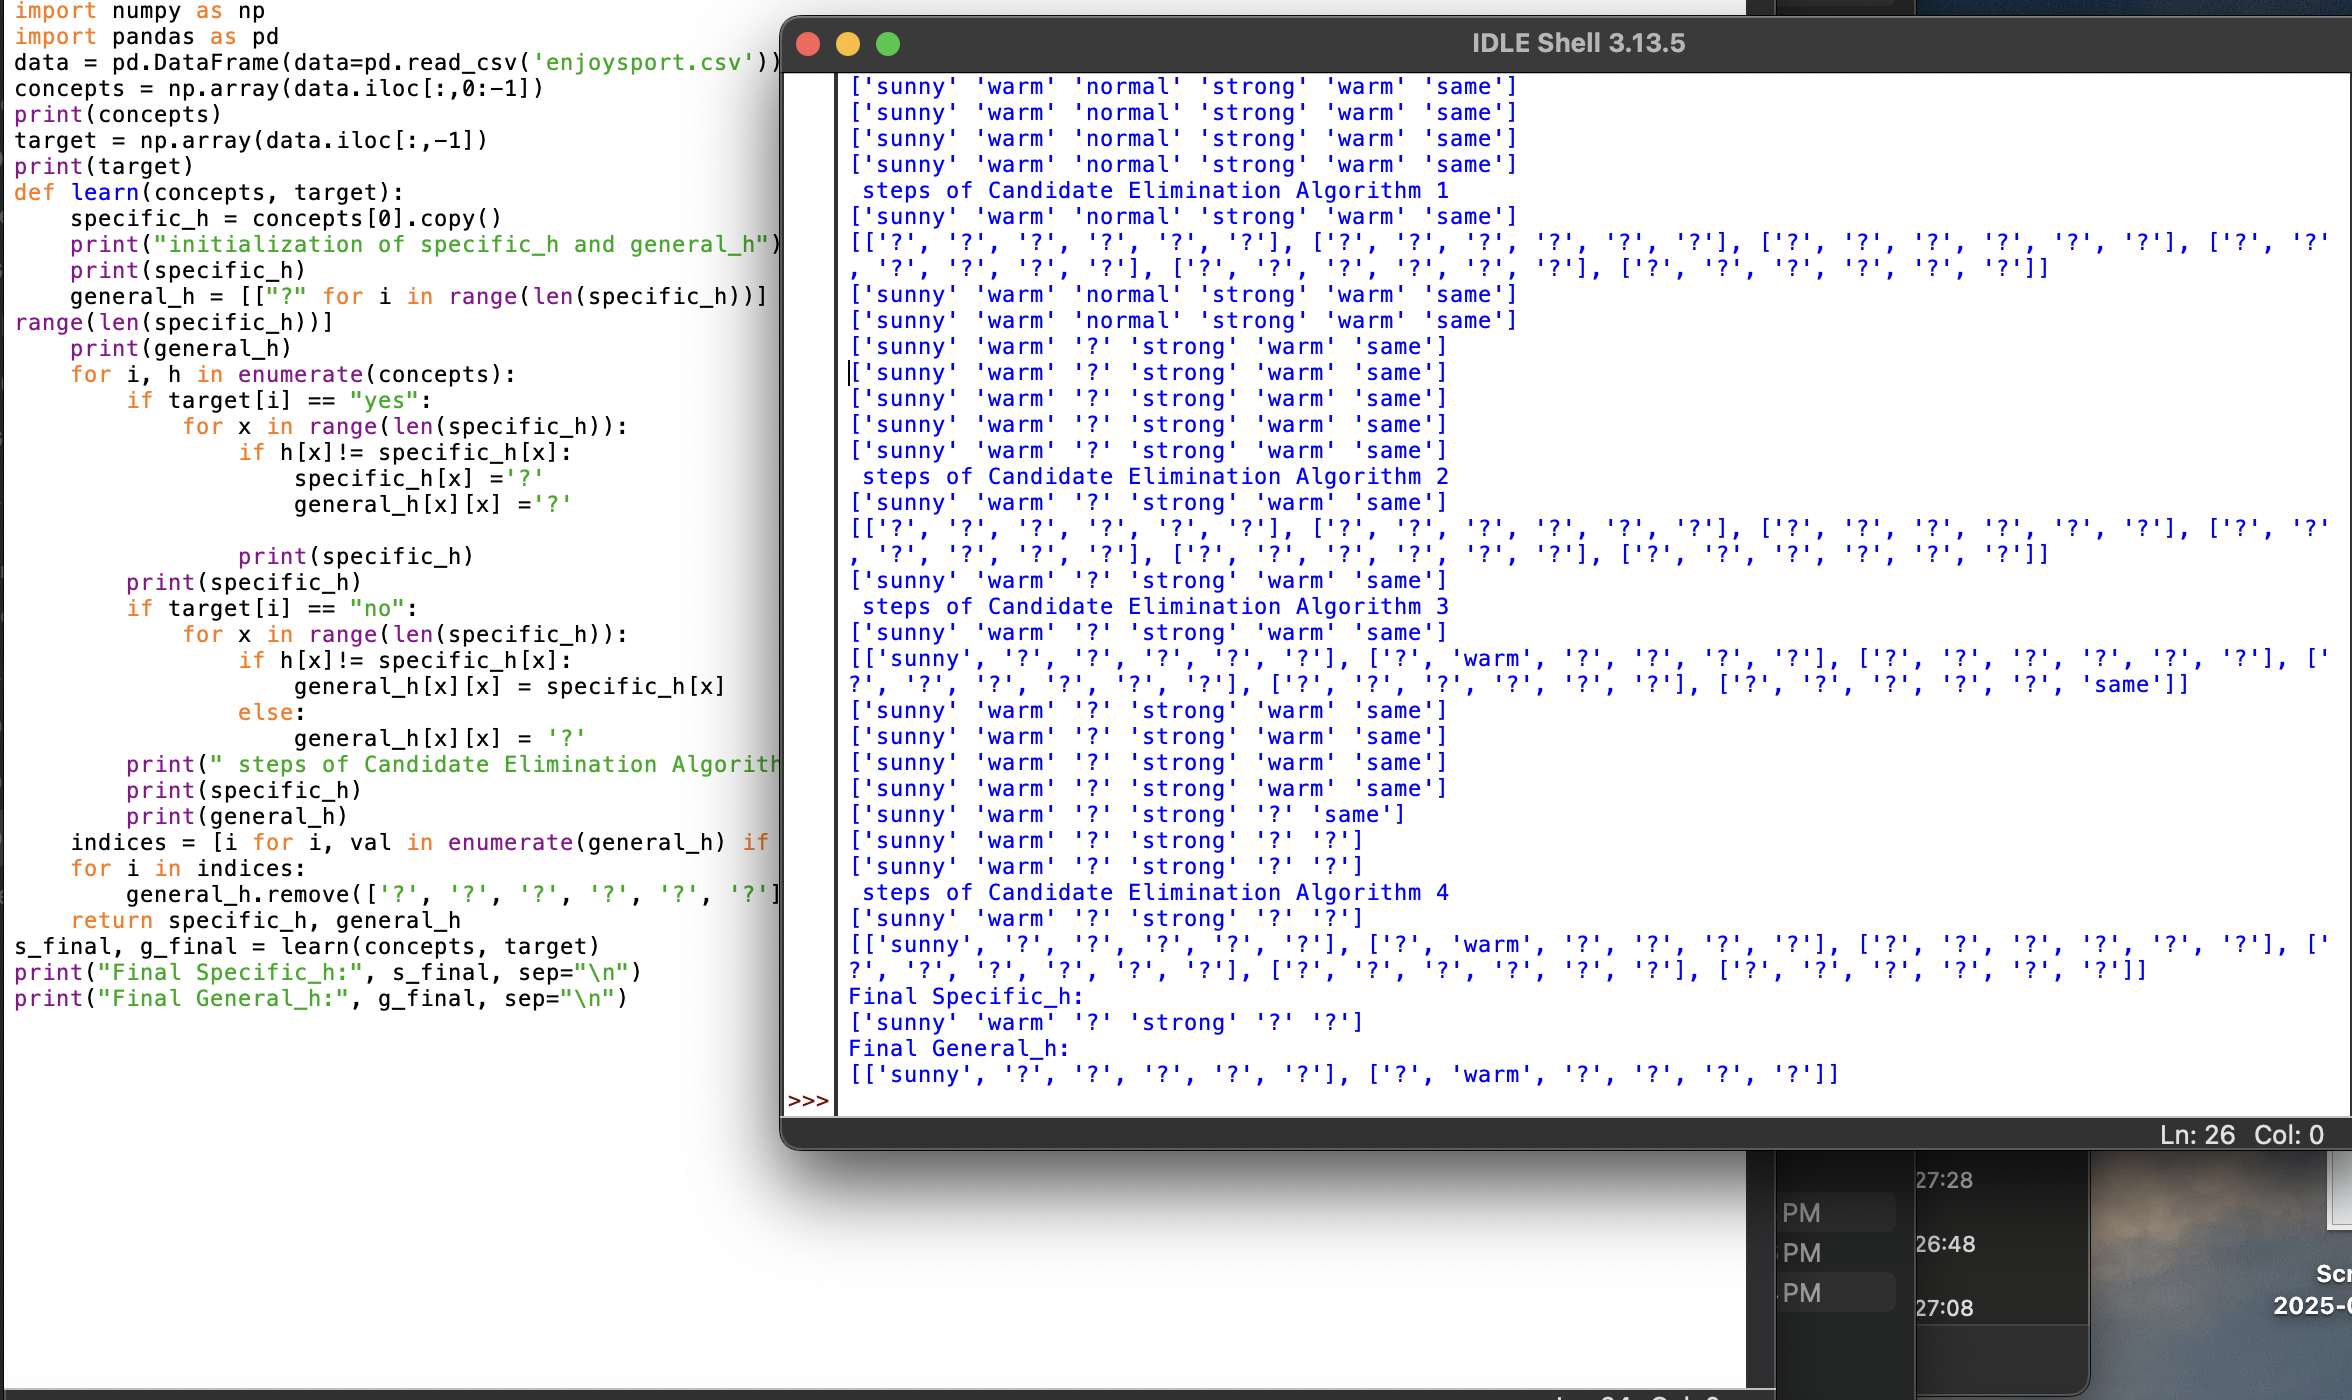 import numpy as np
import pandas as pd
data = pd.DataFrame(data=pd.read_csv('enjoysport.csv'))
concepts = np.array(data.iloc[:,0:-1])
print(concepts)
target = np.array(data.iloc[:,-1])
print(target)
def learn(concepts, target):
    specific_h = concepts[0].copy()
    print("initialization of specific_h and general_h")
    print(specific_h)
    general_h = [["?" for i in range(len(specific_h))]
range(len(specific_h))]
    print(general_h)
    for i, h in enumerate(concepts):
        if target[i] == "yes":
            for x in range(len(specific_h)):
                if h[x]!= specific_h[x]:
                    specific_h[x] ='?'
                    general_h[x][x] ='?'
                print(specific_h)
        print(specific_h)
        if target[i] == "no":
            for x in range(len(specific_h)):
                if h[x]!= specific_h[x]:
                    general_h[x][x] = specific_h[x]
                else:
                    general_h[x][x] = '?'
        print(" steps of Candidate Elimination Algorith
        print(specific_h)
        print(general_h)
    indices = [i for i, val in enumerate(general_h) if
    for i in indices:
        general_h.remove(['?', '?', '?', '?', '?', '?']
    return specific_h, general_h
s_final, g_final = learn(concepts, target)
print("Final Specific_h:", s_final, sep="\n")
print("Final General_h:", g_final, sep="\n")
IDLE Shell 3.13.5
['sunny' 'warm' 'normal' 'strong' 'warm' 'same']
['sunny' 'warm' 'normal' 'strong' 'warm' 'same']
['sunny' 'warm' 'normal' 'strong' 'warm' 'same']
['sunny' 'warm' 'normal' 'strong' 'warm' 'same']
 steps of Candidate Elimination Algorithm 1
['sunny' 'warm' 'normal' 'strong' 'warm' 'same']
[['?', '?', '?', '?', '?', '?'], ['?', '?', '?', '?', '?', '?'], ['?', '?', '?', '?', '?', '?'], ['?', '?'
, '?', '?', '?', '?'], ['?', '?', '?', '?', '?', '?'], ['?', '?', '?', '?', '?', '?']]
['sunny' 'warm' 'normal' 'strong' 'warm' 'same']
['sunny' 'warm' 'normal' 'strong' 'warm' 'same']
['sunny' 'warm' '?' 'strong' 'warm' 'same']
['sunny' 'warm' '?' 'strong' 'warm' 'same']
['sunny' 'warm' '?' 'strong' 'warm' 'same']
['sunny' 'warm' '?' 'strong' 'warm' 'same']
['sunny' 'warm' '?' 'strong' 'warm' 'same']
 steps of Candidate Elimination Algorithm 2
['sunny' 'warm' '?' 'strong' 'warm' 'same']
[['?', '?', '?', '?', '?', '?'], ['?', '?', '?', '?', '?', '?'], ['?', '?', '?', '?', '?', '?'], ['?', '?'
, '?', '?', '?', '?'], ['?', '?', '?', '?', '?', '?'], ['?', '?', '?', '?', '?', '?']]
['sunny' 'warm' '?' 'strong' 'warm' 'same']
 steps of Candidate Elimination Algorithm 3
['sunny' 'warm' '?' 'strong' 'warm' 'same']
[['sunny', '?', '?', '?', '?', '?'], ['?', 'warm', '?', '?', '?', '?'], ['?', '?', '?', '?', '?', '?'], ['
?', '?', '?', '?', '?', '?'], ['?', '?', '?', '?', '?', '?'], ['?', '?', '?', '?', '?', 'same']]
['sunny' 'warm' '?' 'strong' 'warm' 'same']
['sunny' 'warm' '?' 'strong' 'warm' 'same']
['sunny' 'warm' '?' 'strong' 'warm' 'same']
['sunny' 'warm' '?' 'strong' 'warm' 'same']
['sunny' 'warm' '?' 'strong' '?' 'same']
['sunny' 'warm' '?' 'strong' '?' '?']
['sunny' 'warm' '?' 'strong' '?' '?']
 steps of Candidate Elimination Algorithm 4
['sunny' 'warm' '?' 'strong' '?' '?']
[['sunny', '?', '?', '?', '?', '?'], ['?', 'warm', '?', '?', '?', '?'], ['?', '?', '?', '?', '?', '?'], ['
?', '?', '?', '?', '?', '?'], ['?', '?', '?', '?', '?', '?'], ['?', '?', '?', '?', '?', '?']]
Final Specific_h:
['sunny' 'warm' '?' 'strong' '?' '?']
Final General_h:
[['sunny', '?', '?', '?', '?', '?'], ['?', 'warm', '?', '?', '?', '?']]
>>>
Ln: 26 Col: 0
27:28
PM
26:48
PM
PM
27:08
Scr
2025-0